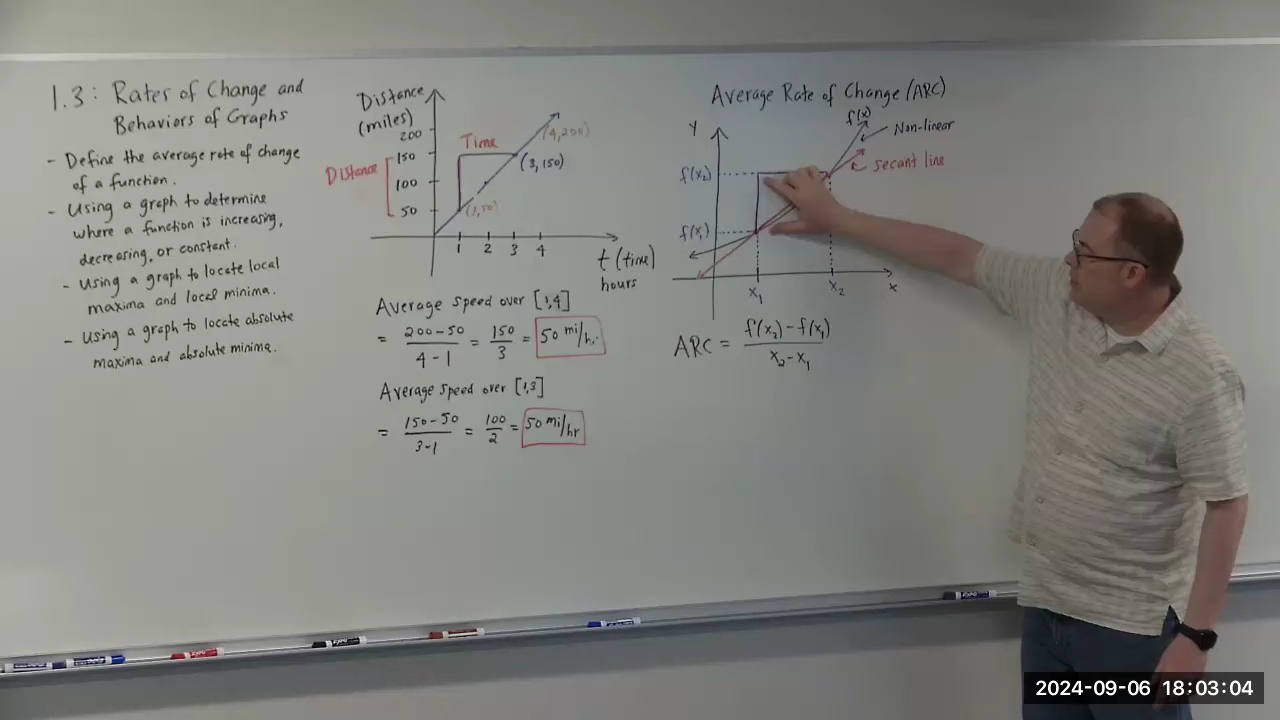 1.3: Rates of Change and
Behaviors of Graphs
- Define the average rate of change
of a function.
- Using a graph to determine
where a function is increasing,
decreasing, or constant.
- Using a graph to locate local
maxima and local minima.
- Using a graph to locate absolute
maxima and absolute minima.
Distance
(miles)
200
150
100
50
Distance
Time
(4,200)
(3,150)
(1,50)
1 2 3 4
t (time)
hours
Average speed over [1,4]
= 200-50 / 4-1 = 150/3 = 50 mi/hr.
Average speed over [1,3]
= 150-50 / 3-1 = 100/2 = 50 mi/hr
Average Rate of Change (ARC)
y
f(x)
Non-linear
secant line
f(x₂)
f(x₁)
x₁ x₂ x
ARC = f(x₂) - f(x₁) / x₂ - x₁
EXPO
EXPO
EXPO
EXPO
2024-09-06 18:03:04